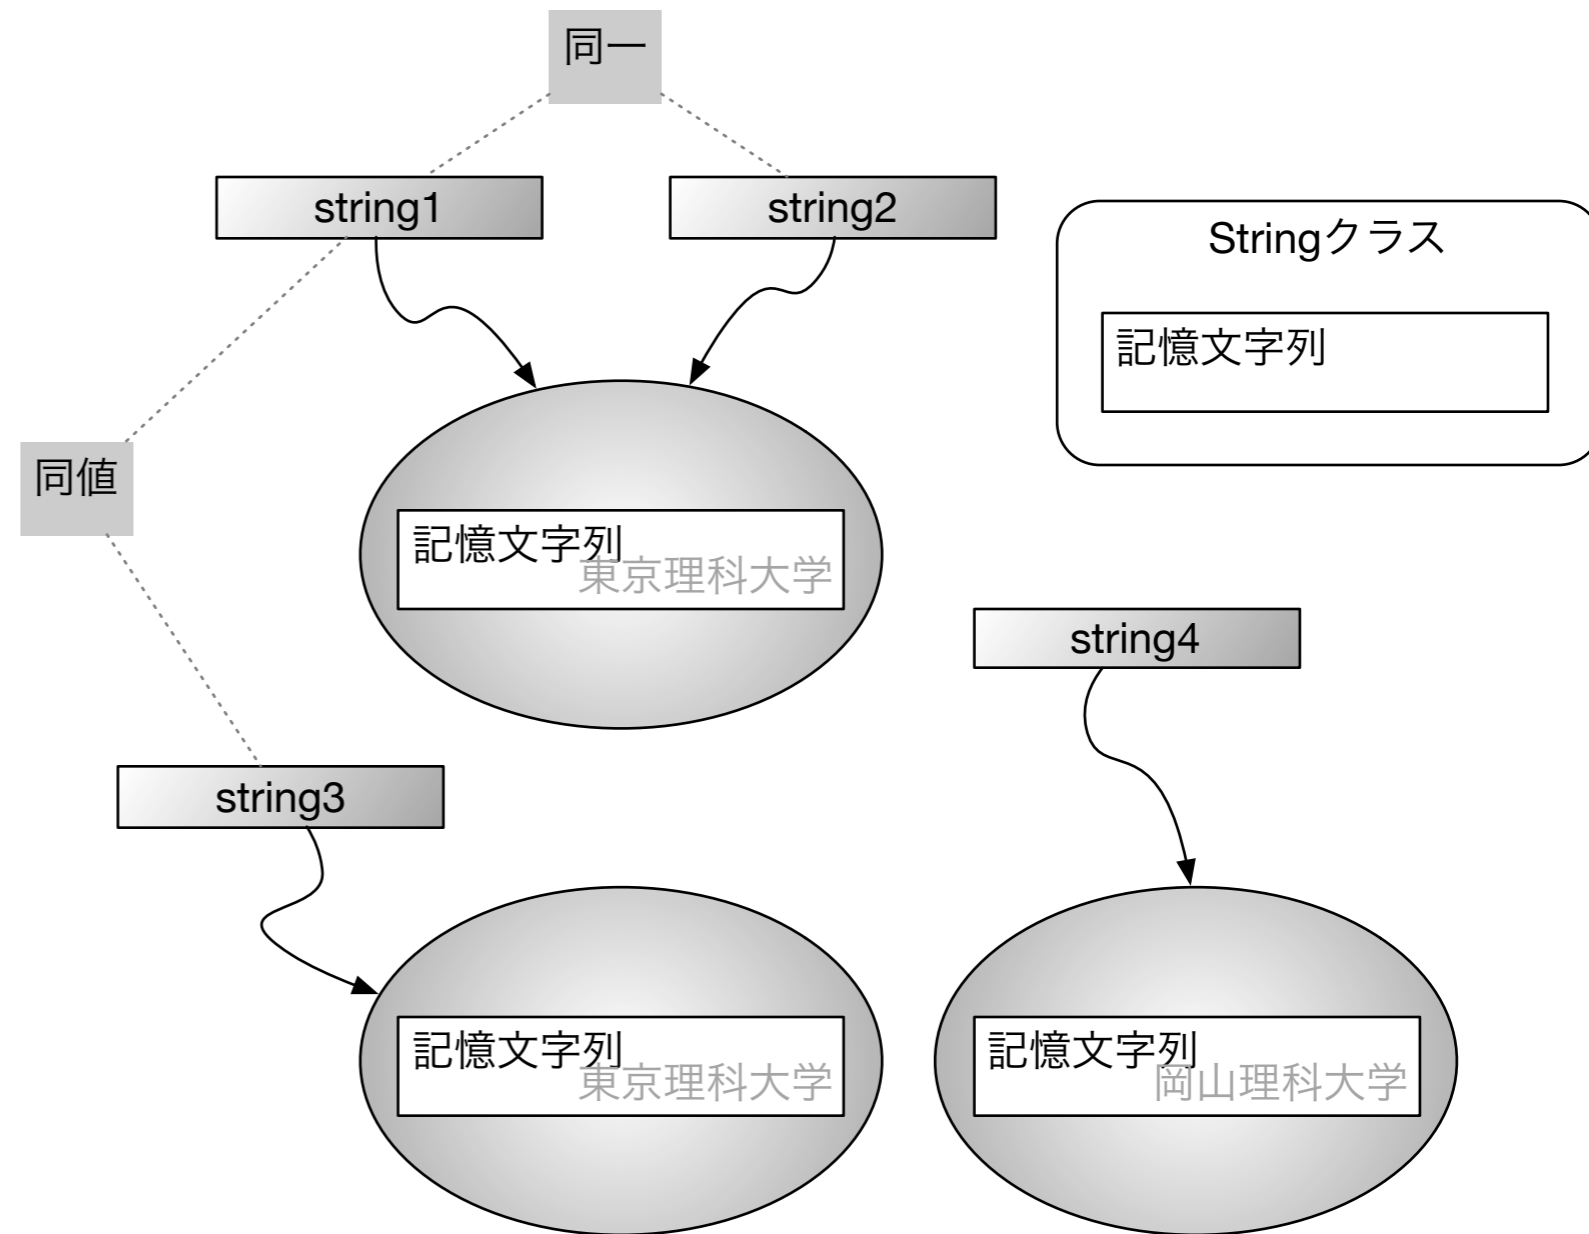 同一
string1
string2
Stringクラス
記憶文字列
同値
記憶文字列
東京理科大学
string4
string3
記憶文字列
東京理科大学
記憶文字列
岡山理科大学